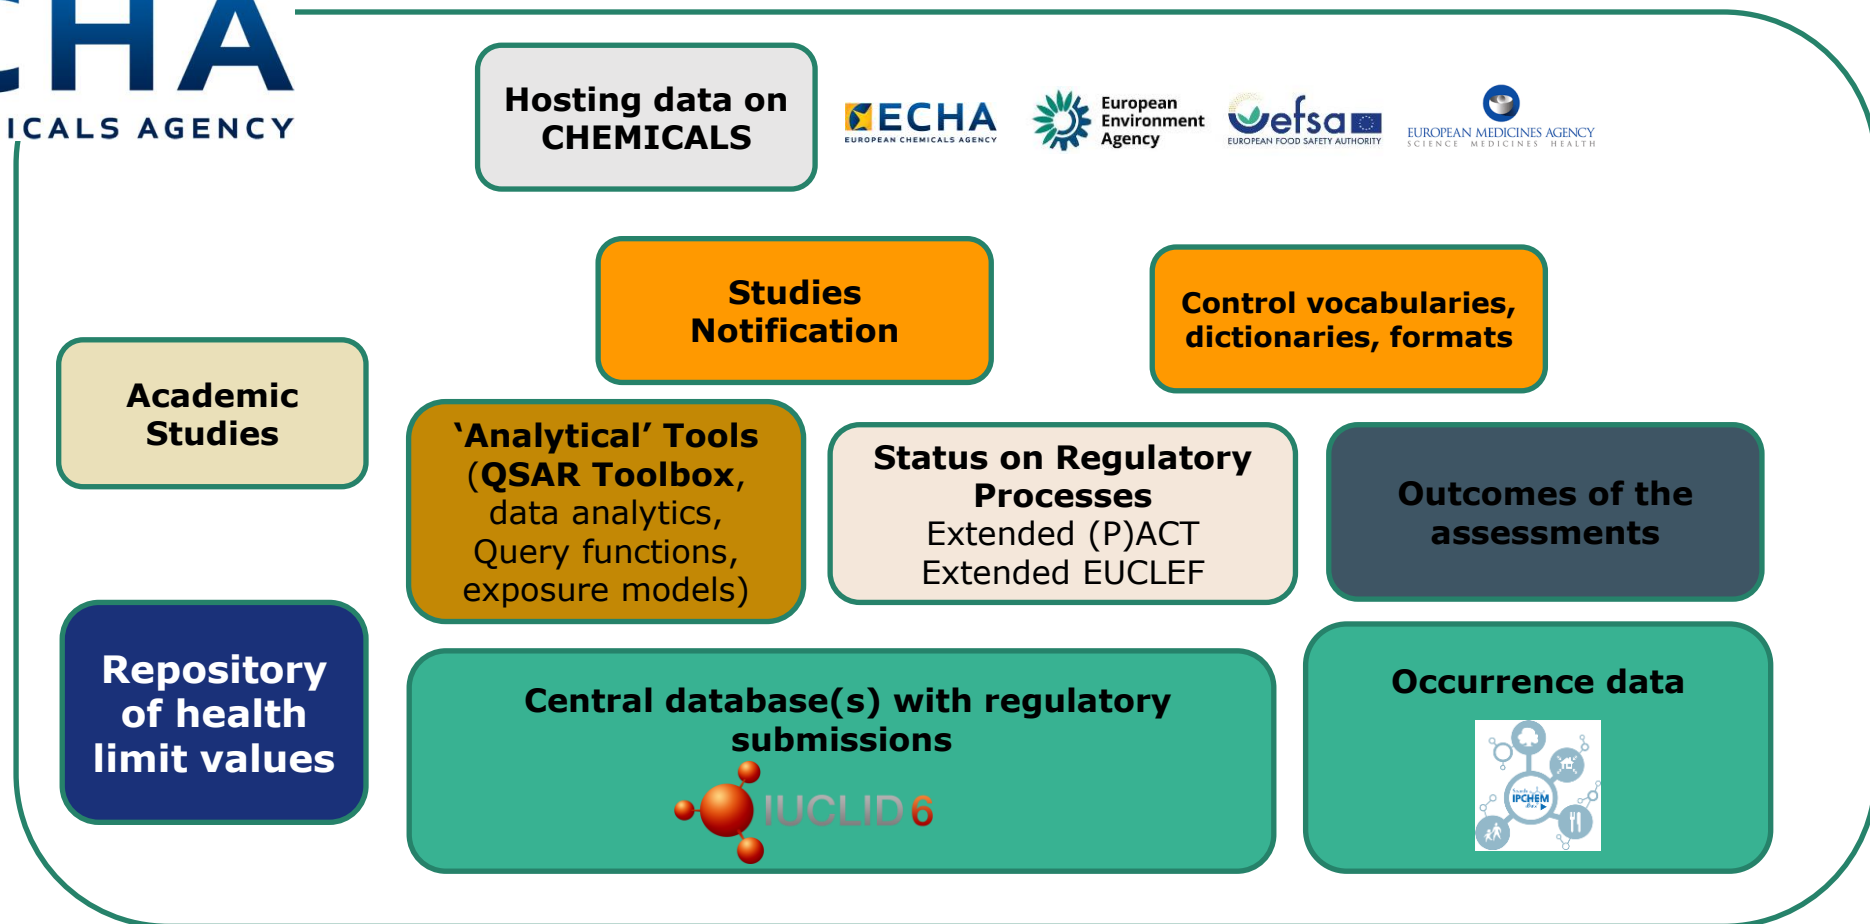 CHA
ICALS AGENCY
Hosting data on
CHEMICALS
ECHA
EUROPEAN CHEMICALS AGENCY
European
Environment
Agency
efsa
EUROPEAN FOOD SAFETY AUTHORITY
EUROPEAN MEDICINES AGENCY
SCIENCE MEDICINES HEALTH
Studies
Notification
Control vocabularies,
dictionaries, formats
Academic
Studies
‘Analytical’ Tools
(QSAR Toolbox,
data analytics,
Query functions,
exposure models)
Status on Regulatory
Processes
Extended (P)ACT
Extended EUCLEF
Outcomes of the
assessments
Repository
of health
limit values
Central database(s) with regulatory
submissions
IUCLID 6
Occurrence data
IPCHEM